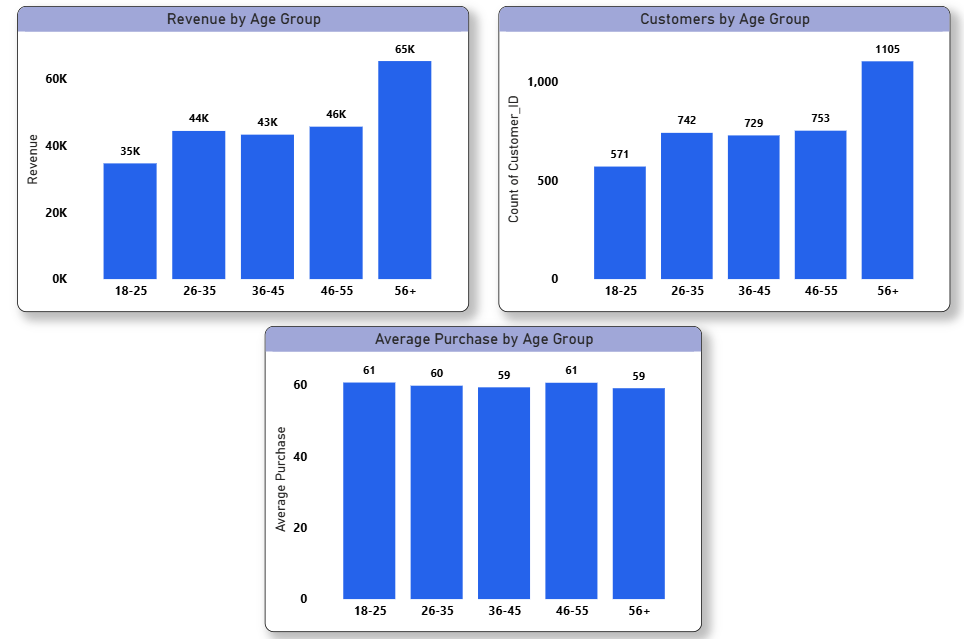 Revenue by Age Group
Revenue
60K
40K
20K
0K
35K
44K
43K
46K
65K
18-25
26-35
36-45
46-55
56+
Customers by Age Group
Count of Customer_ID
1,000
500
0
571
742
729
753
1105
18-25
26-35
36-45
46-55
56+
Average Purchase by Age Group
Average Purchase
60
40
20
0
61
60
59
61
59
18-25
26-35
36-45
46-55
56+